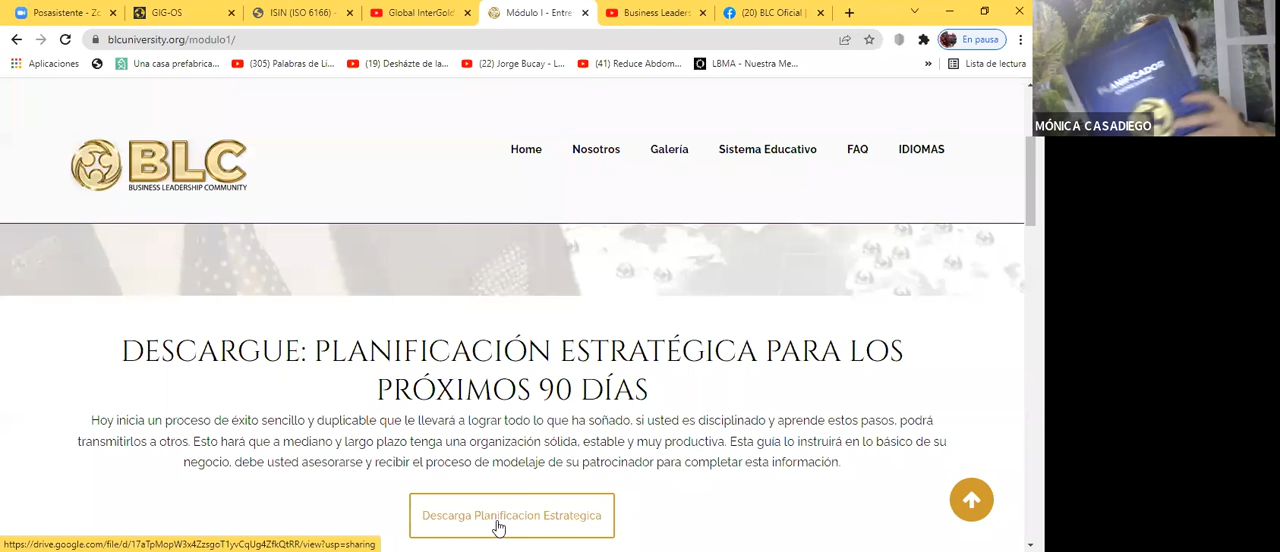 Posasistente - Zo
GIG-OS
ISIN (ISO 6166) -
Global InterGold
Módulo I - Entre
Business Leaders
(20) BLC Oficial |
blcuniversity.org/modulo1/
En pausa
Aplicaciones
Una casa prefabrica...
(305) Palabras de Li...
(19) Desházte de la...
(22) Jorge Bucay - L...
(41) Reduce Abdom...
LBMA - Nuestra Me...
»
Lista de lectura
PLANIFICADOR
EMPRESARIAL
MÓNICA CASADIEGO
BLC
BUSINESS LEADERSHIP COMMUNITY
Home
Nosotros
Galería
Sistema Educativo
FAQ
IDIOMAS
DESCARGUE: PLANIFICACIÓN ESTRATÉGICA PARA LOS
PRÓXIMOS 90 DÍAS
Hoy inicia un proceso de éxito sencillo y duplicable que le llevará a lograr todo lo que ha soñado, si usted es disciplinado y aprende estos pasos, podrá
transmitirlos a otros. Esto hará que a mediano y largo plazo tenga una organización sólida, estable y muy productiva. Esta guía lo instruirá en lo básico de su
negocio, debe usted asesorarse y recibir el proceso de modelaje de su patrocinador para completar esta información.
Descarga Planificacion Estrategica
https://drive.google.com/file/d/17aTpMopW3x4ZzsgoT1yvCqUg4ZfkQtRR/view?usp=sharing